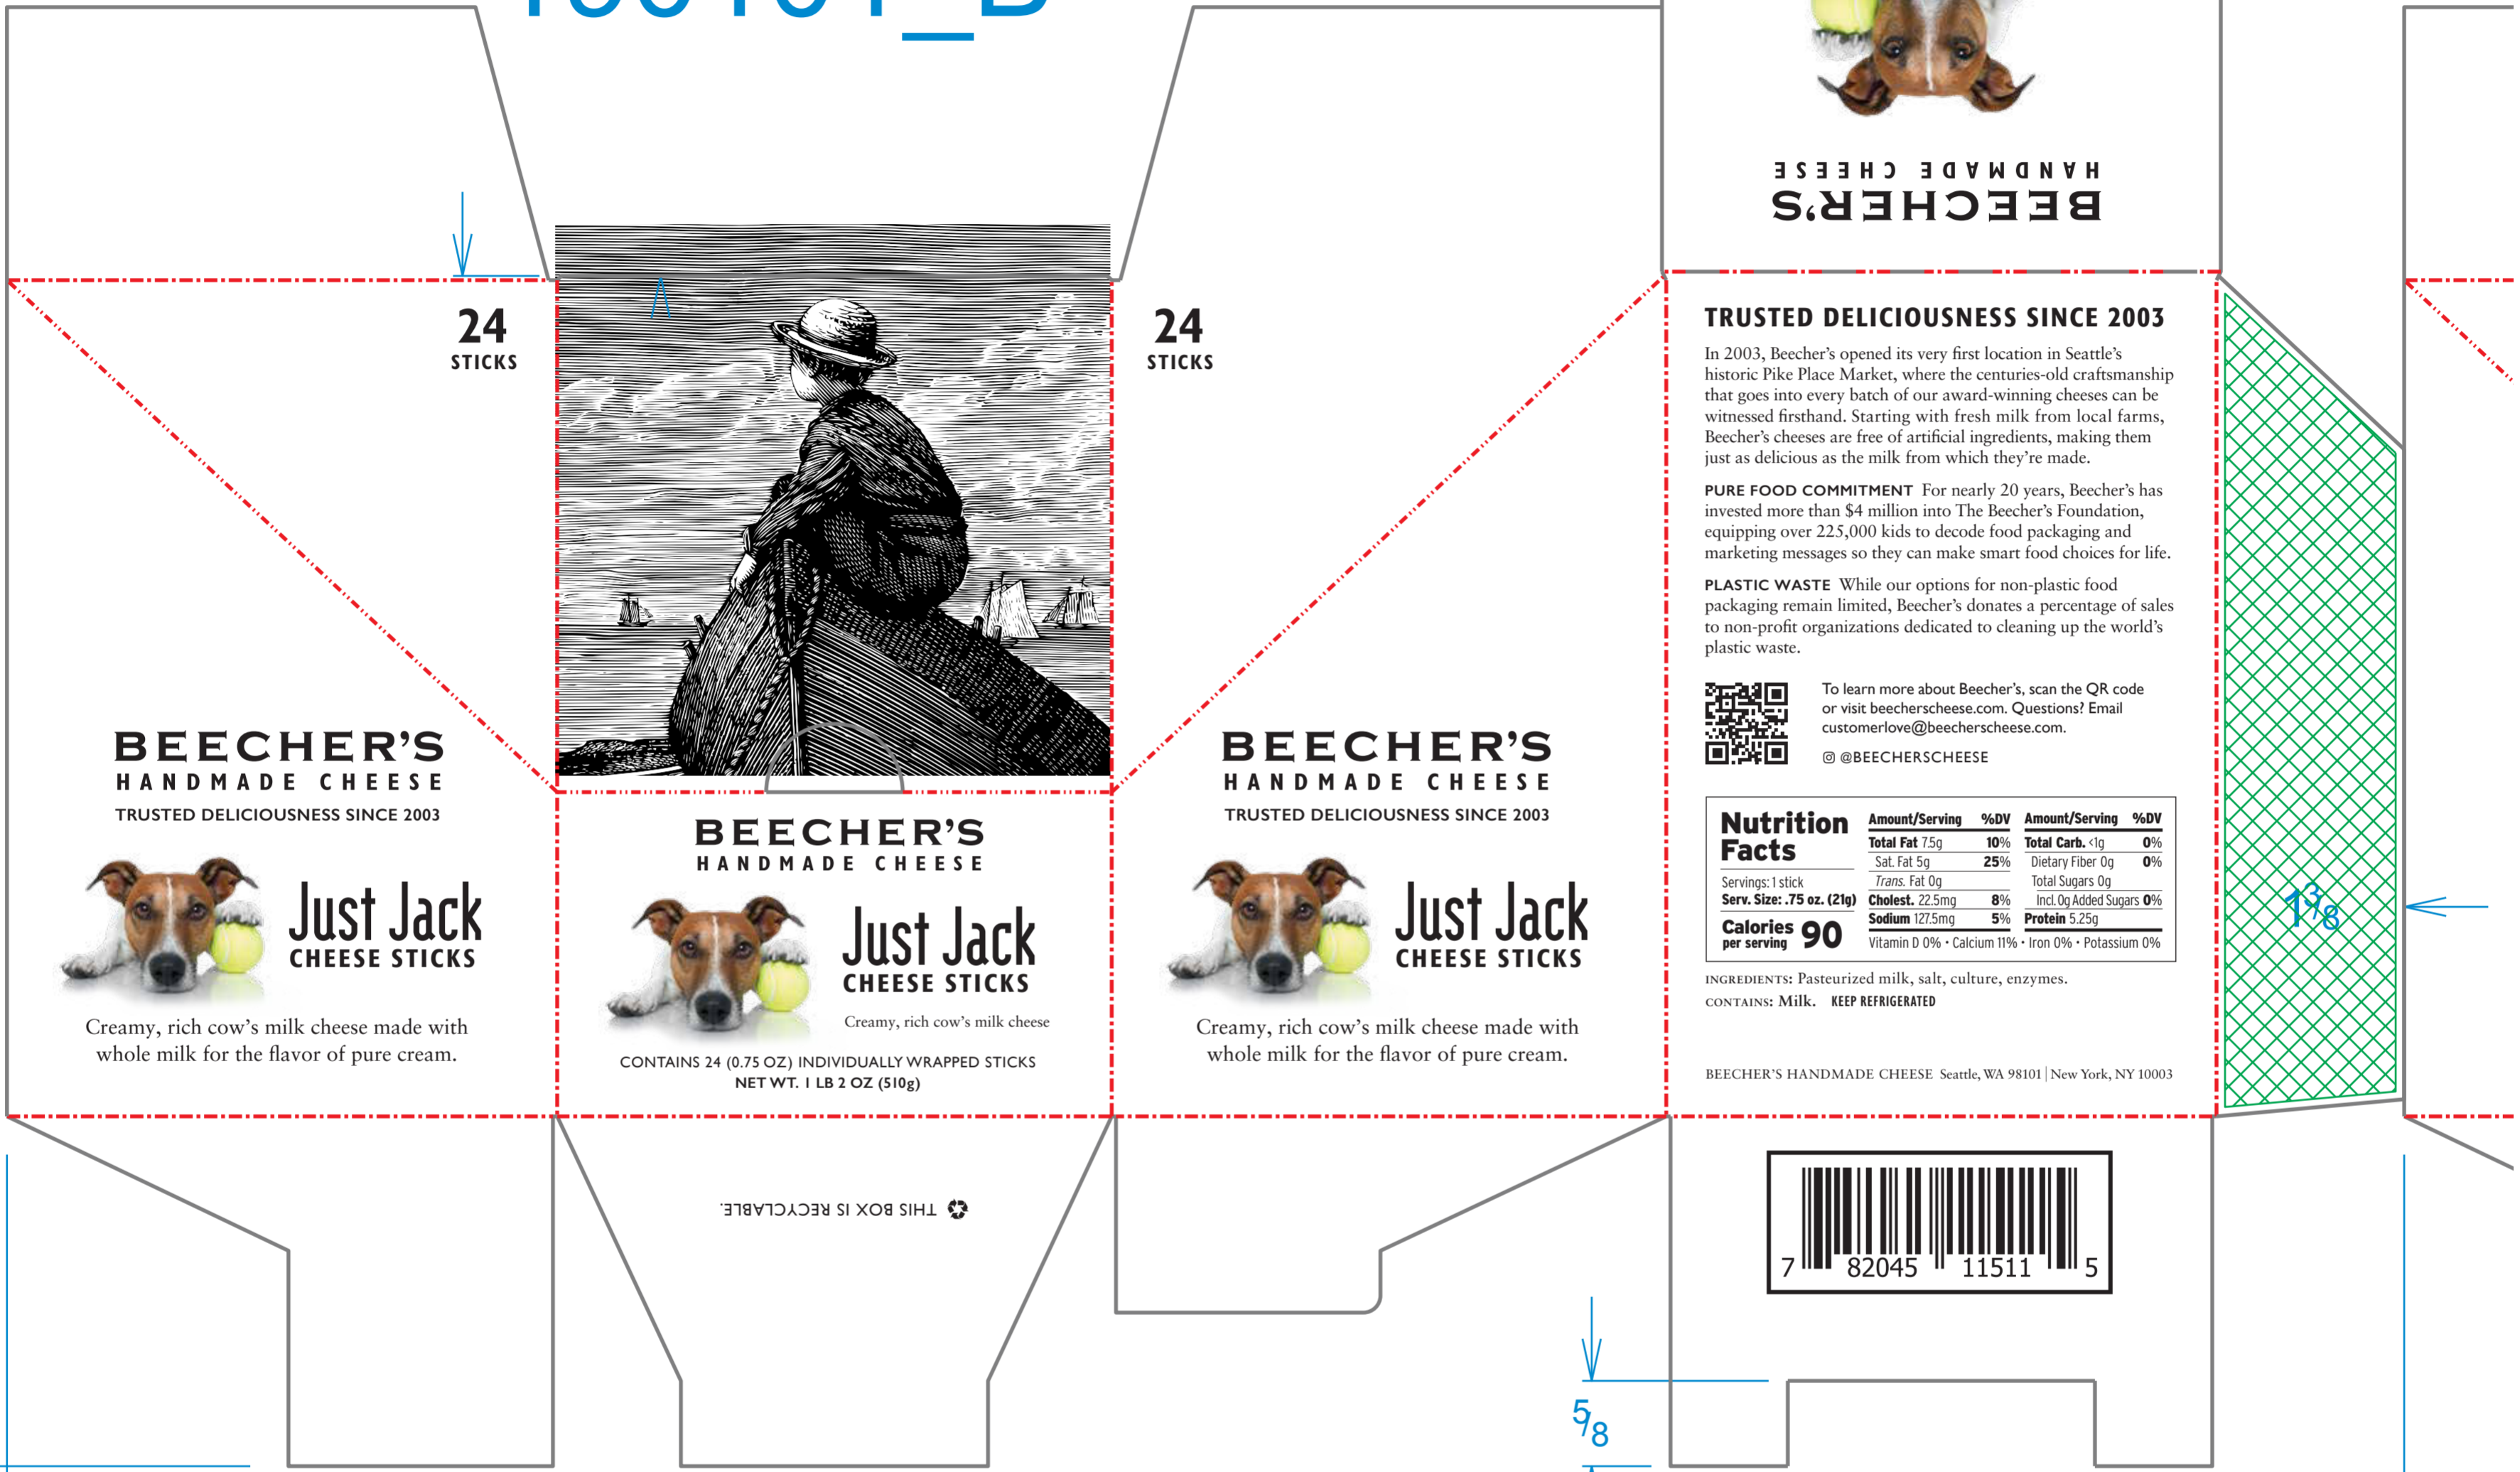 HANDMADE CHEESE
BEECHER'S
24
STICKS
BEECHER'S
HANDMADE CHEESE
TRUSTED DELICIOUSNESS SINCE 2003
Just Jack
CHEESE STICKS
Creamy, rich cow's milk cheese made with
whole milk for the flavor of pure cream.
BEECHER'S
HANDMADE CHEESE
Just Jack
CHEESE STICKS
Creamy, rich cow's milk cheese
CONTAINS 24 (0.75 OZ) INDIVIDUALLY WRAPPED STICKS
NET WT. 1 LB 2 OZ (510g)
THIS BOX IS RECYCLABLE.
24
STICKS
BEECHER'S
HANDMADE CHEESE
TRUSTED DELICIOUSNESS SINCE 2003
Just Jack
CHEESE STICKS
Creamy, rich cow's milk cheese made with
whole milk for the flavor of pure cream.
TRUSTED DELICIOUSNESS SINCE 2003
In 2003, Beecher's opened its very first location in Seattle's
historic Pike Place Market, where the centuries-old craftsmanship
that goes into every batch of our award-winning cheeses can be
witnessed firsthand. Starting with fresh milk from local farms,
Beecher's cheeses are free of artificial ingredients, making them
just as delicious as the milk from which they're made.
PURE FOOD COMMITMENT For nearly 20 years, Beecher's has
invested more than $4 million into The Beecher's Foundation,
equipping over 225,000 kids to decode food packaging and
marketing messages so they can make smart food choices for life.
PLASTIC WASTE While our options for non-plastic food
packaging remain limited, Beecher's donates a percentage of sales
to non-profit organizations dedicated to cleaning up the world's
plastic waste.
To learn more about Beecher's, scan the QR code
or visit beecherscheese.com. Questions? Email
customerlove@beecherscheese.com.
@BEECHERSCHEESE
Nutrition
Facts
Servings: 1 stick
Serv. Size: .75 oz. (21g)
Calories
per serving 90
Amount/Serving %DV
Total Fat 7.5g 10%
Sat. Fat 5g 25%
Trans. Fat 0g
Cholest. 22.5mg 8%
Sodium 127.5mg 5%
Amount/Serving %DV
Total Carb. <1g 0%
Dietary Fiber 0g 0%
Total Sugars 0g
Incl. 0g Added Sugars 0%
Protein 5.25g
Vitamin D 0% • Calcium 11% • Iron 0% • Potassium 0%
INGREDIENTS: Pasteurized milk, salt, culture, enzymes.
CONTAINS: Milk. KEEP REFRIGERATED
BEECHER'S HANDMADE CHEESE Seattle, WA 98101 | New York, NY 10003
1 3/8
7 82045 11511 5
5/8